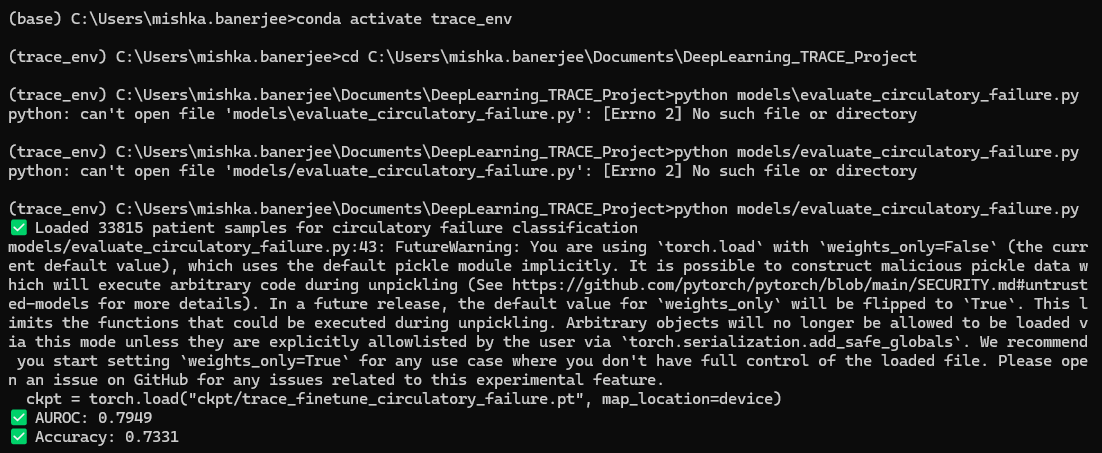 (base) C:\Users\mishka.banerjee>conda activate trace_env
(trace_env) C:\Users\mishka.banerjee>cd C:\Users\mishka.banerjee\Documents\DeepLearning_TRACE_Project
(trace_env) C:\Users\mishka.banerjee\Documents\DeepLearning_TRACE_Project>python models\evaluate_circulatory_failure.py
python: can't open file 'models\evaluate_circulatory_failure.py': [Errno 2] No such file or directory
(trace_env) C:\Users\mishka.banerjee\Documents\DeepLearning_TRACE_Project>python models/evaluate_circulatory_failure.py
python: can't open file 'models/evaluate_circulatory_failure.py': [Errno 2] No such file or directory
(trace_env) C:\Users\mishka.banerjee\Documents\DeepLearning_TRACE_Project>python models/evaluate_circulatory_failure.py
✅ Loaded 33815 patient samples for circulatory failure classification
models/evaluate_circulatory_failure.py:43: FutureWarning: You are using `torch.load` with `weights_only=False` (the curr
ent default value), which uses the default pickle module implicitly. It is possible to construct malicious pickle data w
hich will execute arbitrary code during unpickling (See https://github.com/pytorch/pytorch/blob/main/SECURITY.md#untrust
ed-models for more details). In a future release, the default value for `weights_only` will be flipped to `True`. This l
imits the functions that could be executed during unpickling. Arbitrary objects will no longer be allowed to be loaded v
ia this mode unless they are explicitly allowlisted by the user via `torch.serialization.add_safe_globals`. We recommend
 you start setting `weights_only=True` for any use case where you don't have full control of the loaded file. Please ope
n an issue on GitHub for any issues related to this experimental feature.
  ckpt = torch.load("ckpt/trace_finetune_circulatory_failure.pt", map_location=device)
✅ AUROC: 0.7949
✅ Accuracy: 0.7331